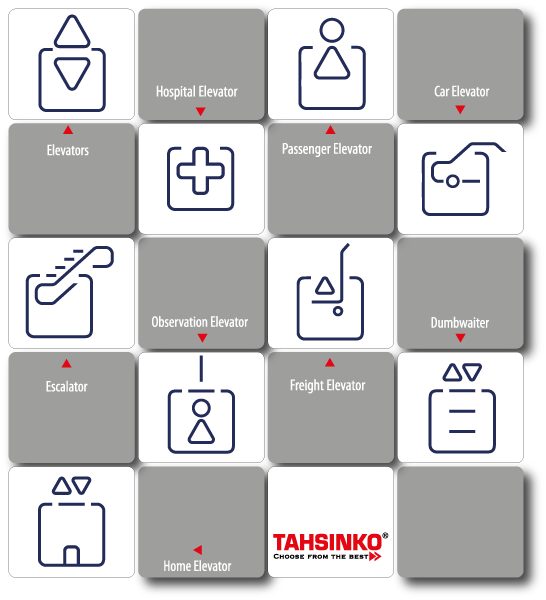 Hospital Elevator
Car Elevator
Elevators
Passenger Elevator
Observation Elevator
Dumbwaiter
Escalator
Freight Elevator
Home Elevator
TAHSINKO®
CHOOSE FROM THE BEST